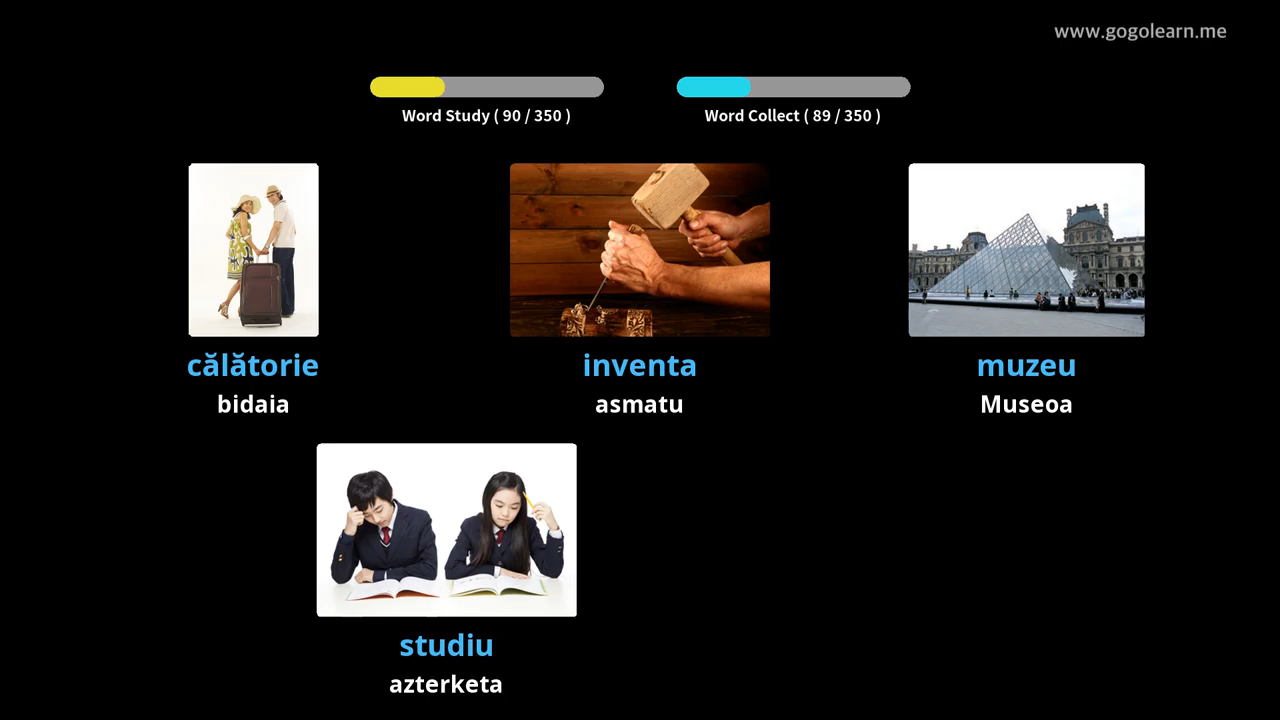 www.gogolearn.me
Word Study ( 90 / 350 )
Word Collect ( 89 / 350 )
călătorie
bidaia
inventa
asmatu
muzeu
Museoa
studiu
azterketa